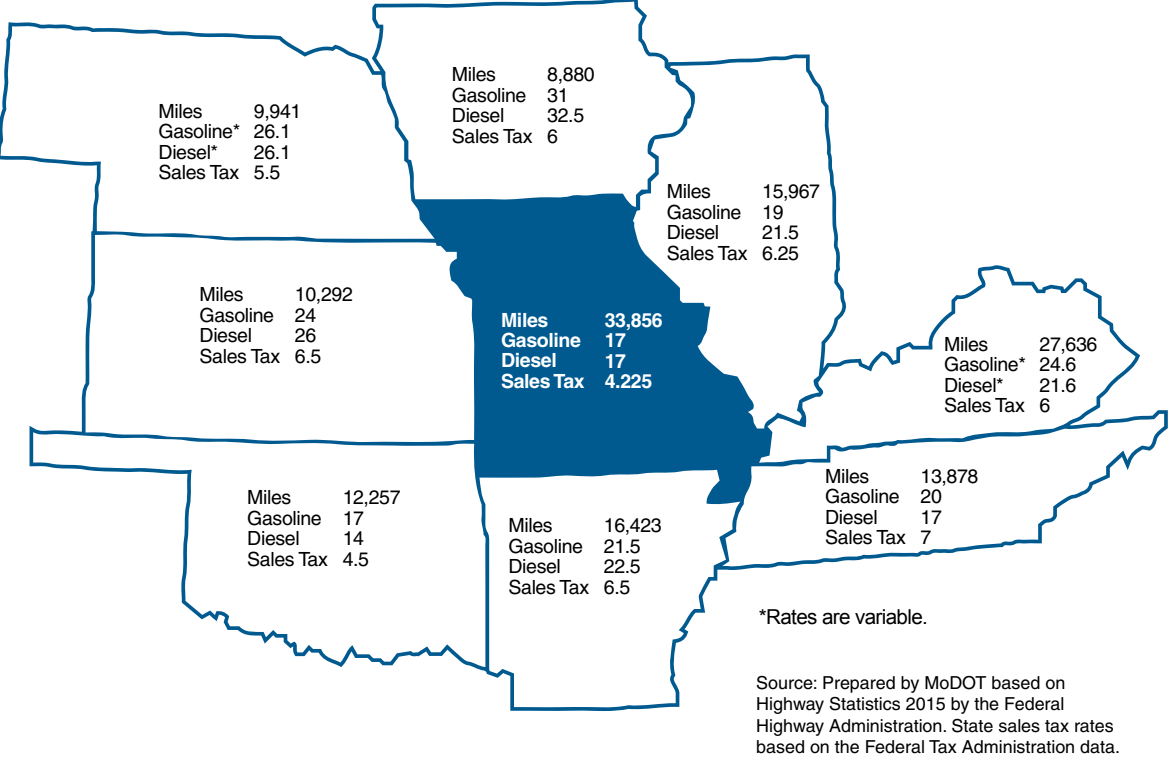 Miles 8,880
Gasoline 31
Diesel 32.5
Sales Tax 6
Miles 9,941
Gasoline* 26.1
Diesel* 26.1
Sales Tax 5.5
Miles 15,967
Gasoline 19
Diesel 21.5
Sales Tax 6.25
Miles 10,292
Gasoline 24
Diesel 26
Sales Tax 6.5
Miles 33,856
Gasoline 17
Diesel 17
Sales Tax 4.225
Miles 27,636
Gasoline* 24.6
Diesel* 21.6
Sales Tax 6
Miles 13,878
Gasoline 20
Diesel 17
Sales Tax 7
Miles 12,257
Gasoline 17
Diesel 14
Sales Tax 4.5
Miles 16,423
Gasoline 21.5
Diesel 22.5
Sales Tax 6.5
*Rates are variable.
Source: Prepared by MoDOT based on
Highway Statistics 2015 by the Federal
Highway Administration. State sales tax rates
based on the Federal Tax Administration data.